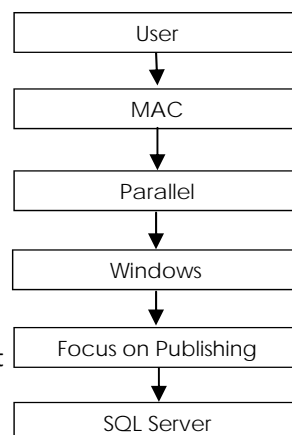 User
MAC
Parallel
Windows
Focus on Publishing
SQL Server